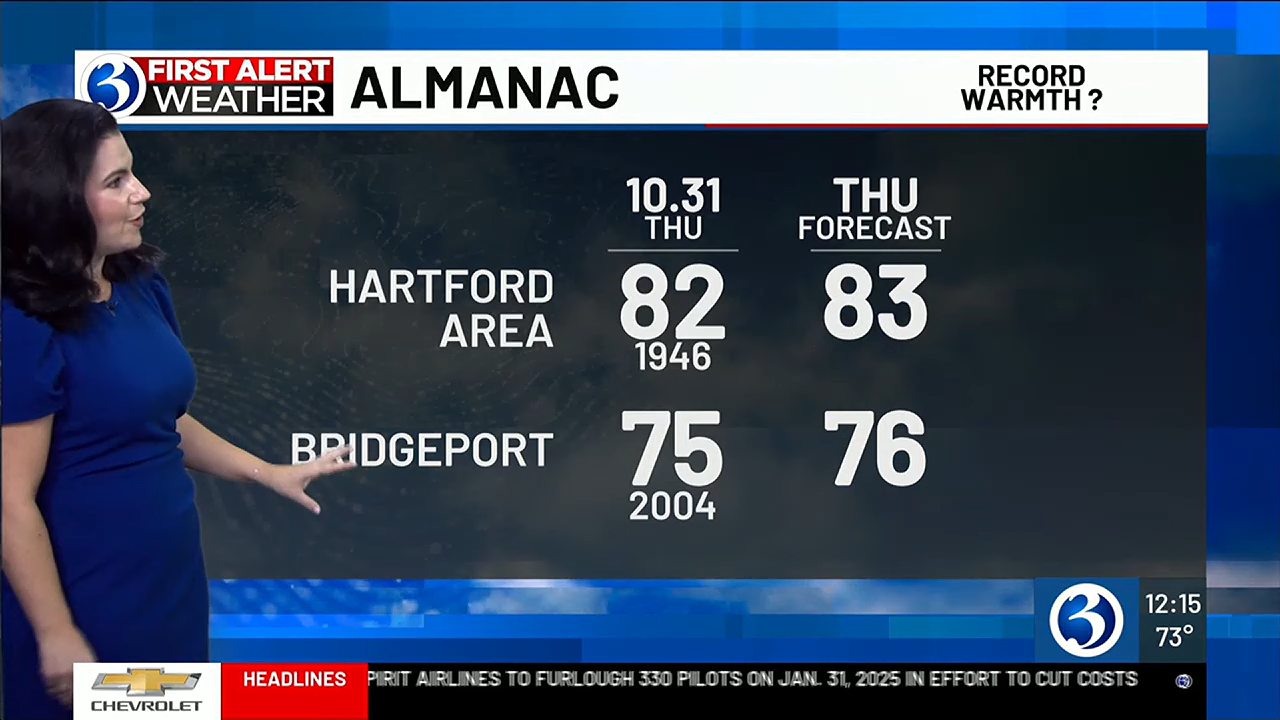 3 FIRST ALERT
WEATHER
ALMANAC
RECORD
WARMTH ?
10.31
THU
THU
FORECAST
HARTFORD
AREA
82
1946
83
BRIDGEPORT
75
2004
76
3
12:15
73°
CHEVROLET
HEADLINES
PIRIT AIRLINES TO FURLOUGH 330 PILOTS ON JAN. 31, 2025 IN EFFORT TO CUT COSTS